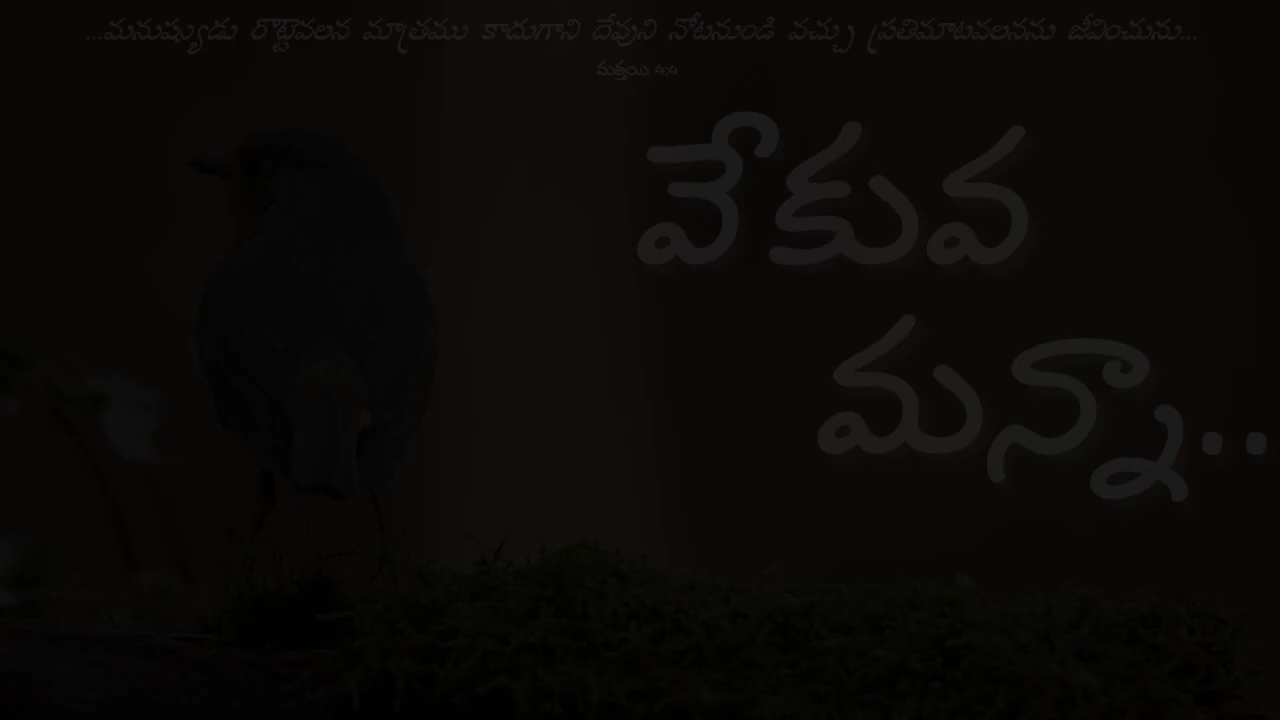 ...మనుష్యుడు రొట్టెవలన మాత్రము కాదుగాని దేవుని నోటనుండి వచ్చు ప్రతిమాటవలనను జీవించును...
మత్తయి 4:4
వేకువ
మన్నా..